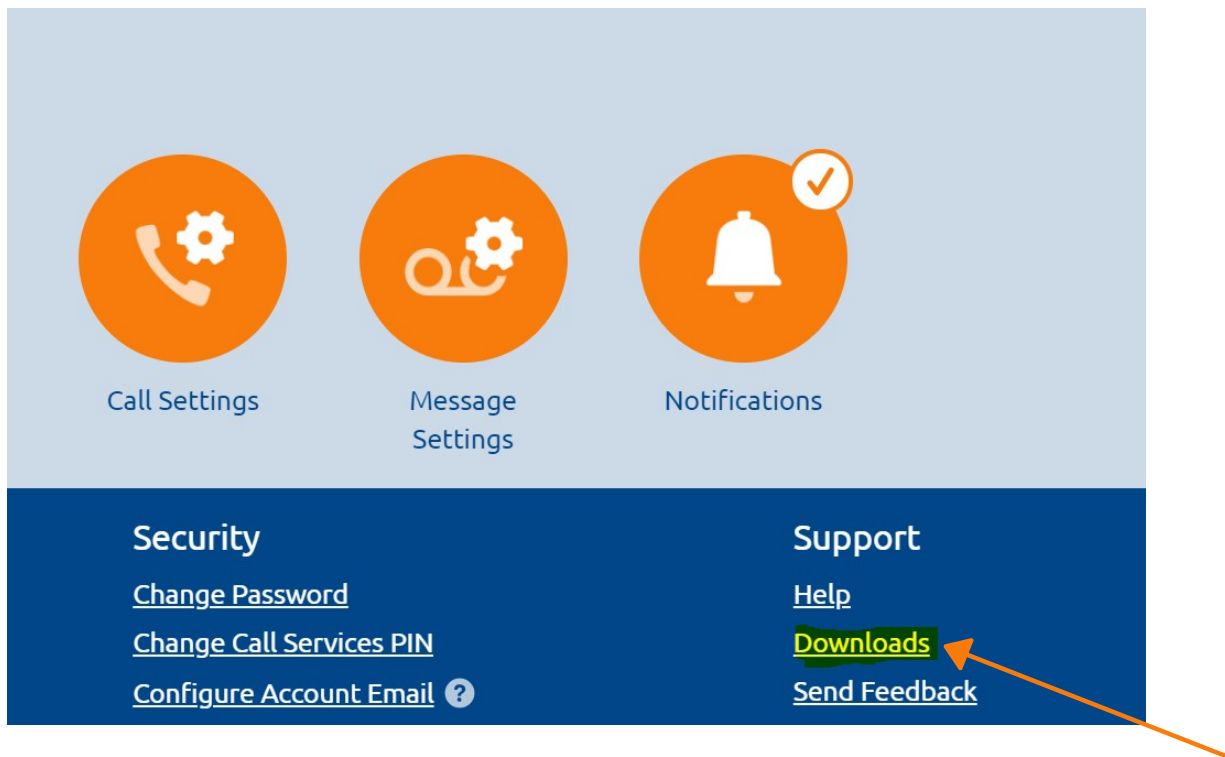 Call Settings
Message
Settings
Notifications
Security
Change Password
Change Call Services PIN
Configure Account Email ?
Support
Help
Downloads
Send Feedback